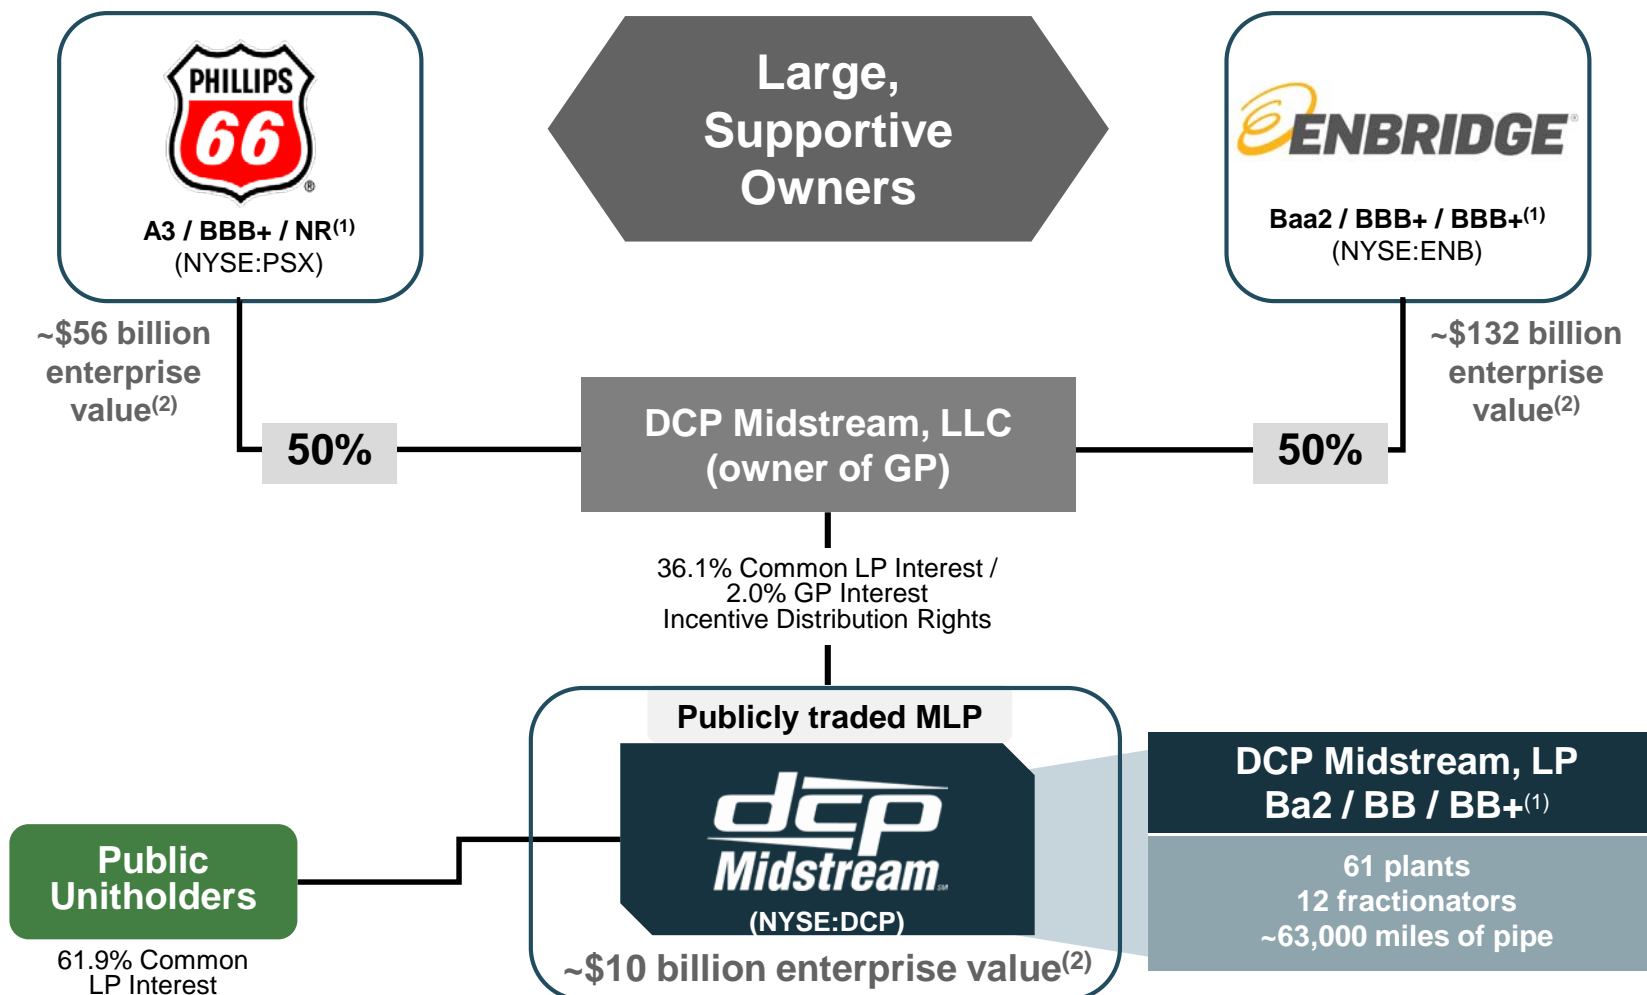 PHILLIPS
66
®
A3 / BBB+ / NR(1)
(NYSE:PSX)
Large,
Supportive
Owners
ENBRIDGE®
Baa2 / BBB+ / BBB+(1)
(NYSE:ENB)
~$56 billion
enterprise
value(2)
~$132 billion
enterprise
value(2)
50%
DCP Midstream, LLC
(owner of GP)
50%
36.1% Common LP Interest /
2.0% GP Interest
Incentive Distribution Rights
Publicly traded MLP
dcp
Midstream℠
(NYSE:DCP)
~$10 billion enterprise value(2)
DCP Midstream, LP
Ba2 / BB / BB+(1)
61 plants
12 fractionators
~63,000 miles of pipe
Public
Unitholders
61.9% Common
LP Interest